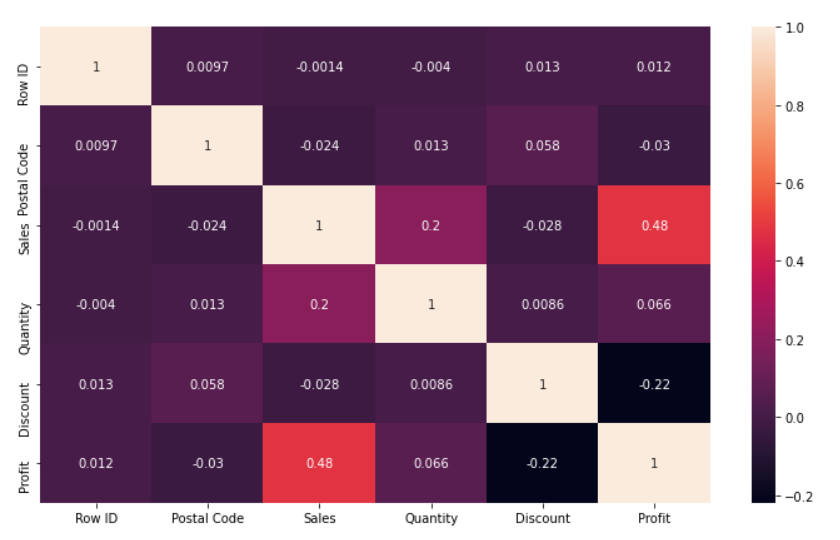 Row ID 1 0.0097 -0.0014 -0.004 0.013 0.012
Postal Code 0.0097 1 -0.024 0.013 0.058 -0.03
Sales -0.0014 -0.024 1 0.2 -0.028 0.48
Quantity -0.004 0.013 0.2 1 0.0086 0.066
Discount 0.013 0.058 -0.028 0.0086 1 -0.22
Profit 0.012 -0.03 0.48 0.066 -0.22 1
Row ID Postal Code Sales Quantity Discount Profit
1.0
0.8
0.6
0.4
0.2
0.0
−0.2